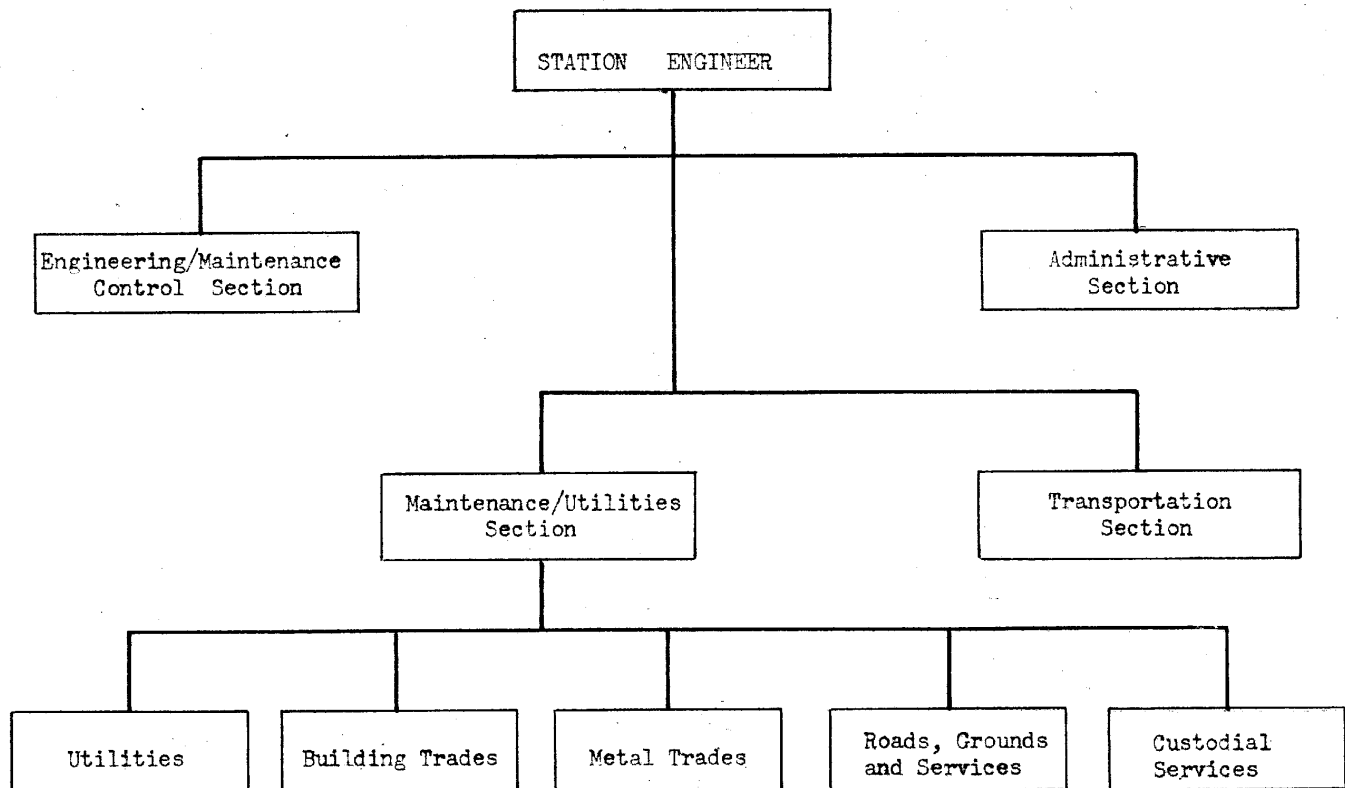 STATION ENGINEER
Engineering/Maintenance
Control Section
Administrative
Section
Maintenance/Utilities
Section
Transportation
Section
Utilities
Building Trades
Metal Trades
Roads, Grounds
and Services
Custodial
Services